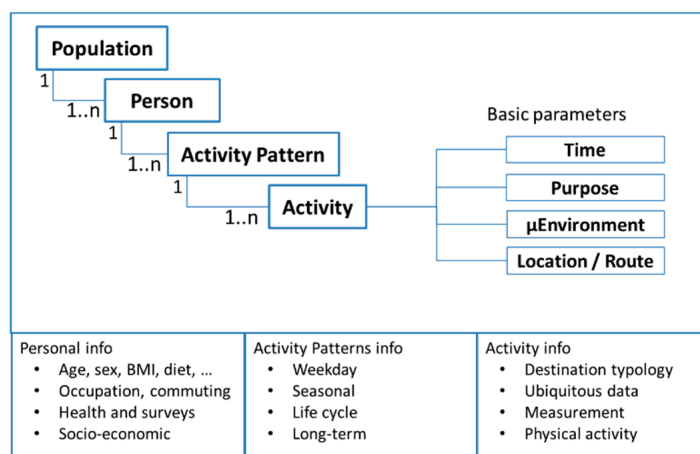 Population
1
1..n
Person
1
1..n
Activity Pattern
1
1..n
Activity
Basic parameters
Time
Purpose
µEnvironment
Location / Route
Personal info
• Age, sex, BMI, diet, ...
• Occupation, commuting
• Health and surveys
• Socio-economic
Activity Patterns info
• Weekday
• Seasonal
• Life cycle
• Long-term
Activity info
• Destination typology
• Ubiquitous data
• Measurement
• Physical activity